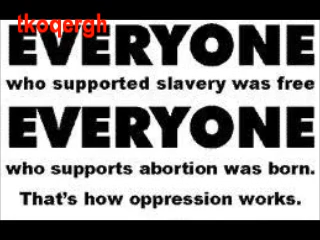 tkoqergh
EVERYONE
who supported slavery was free
EVERYONE
who supports abortion was born.
That's how oppression works.